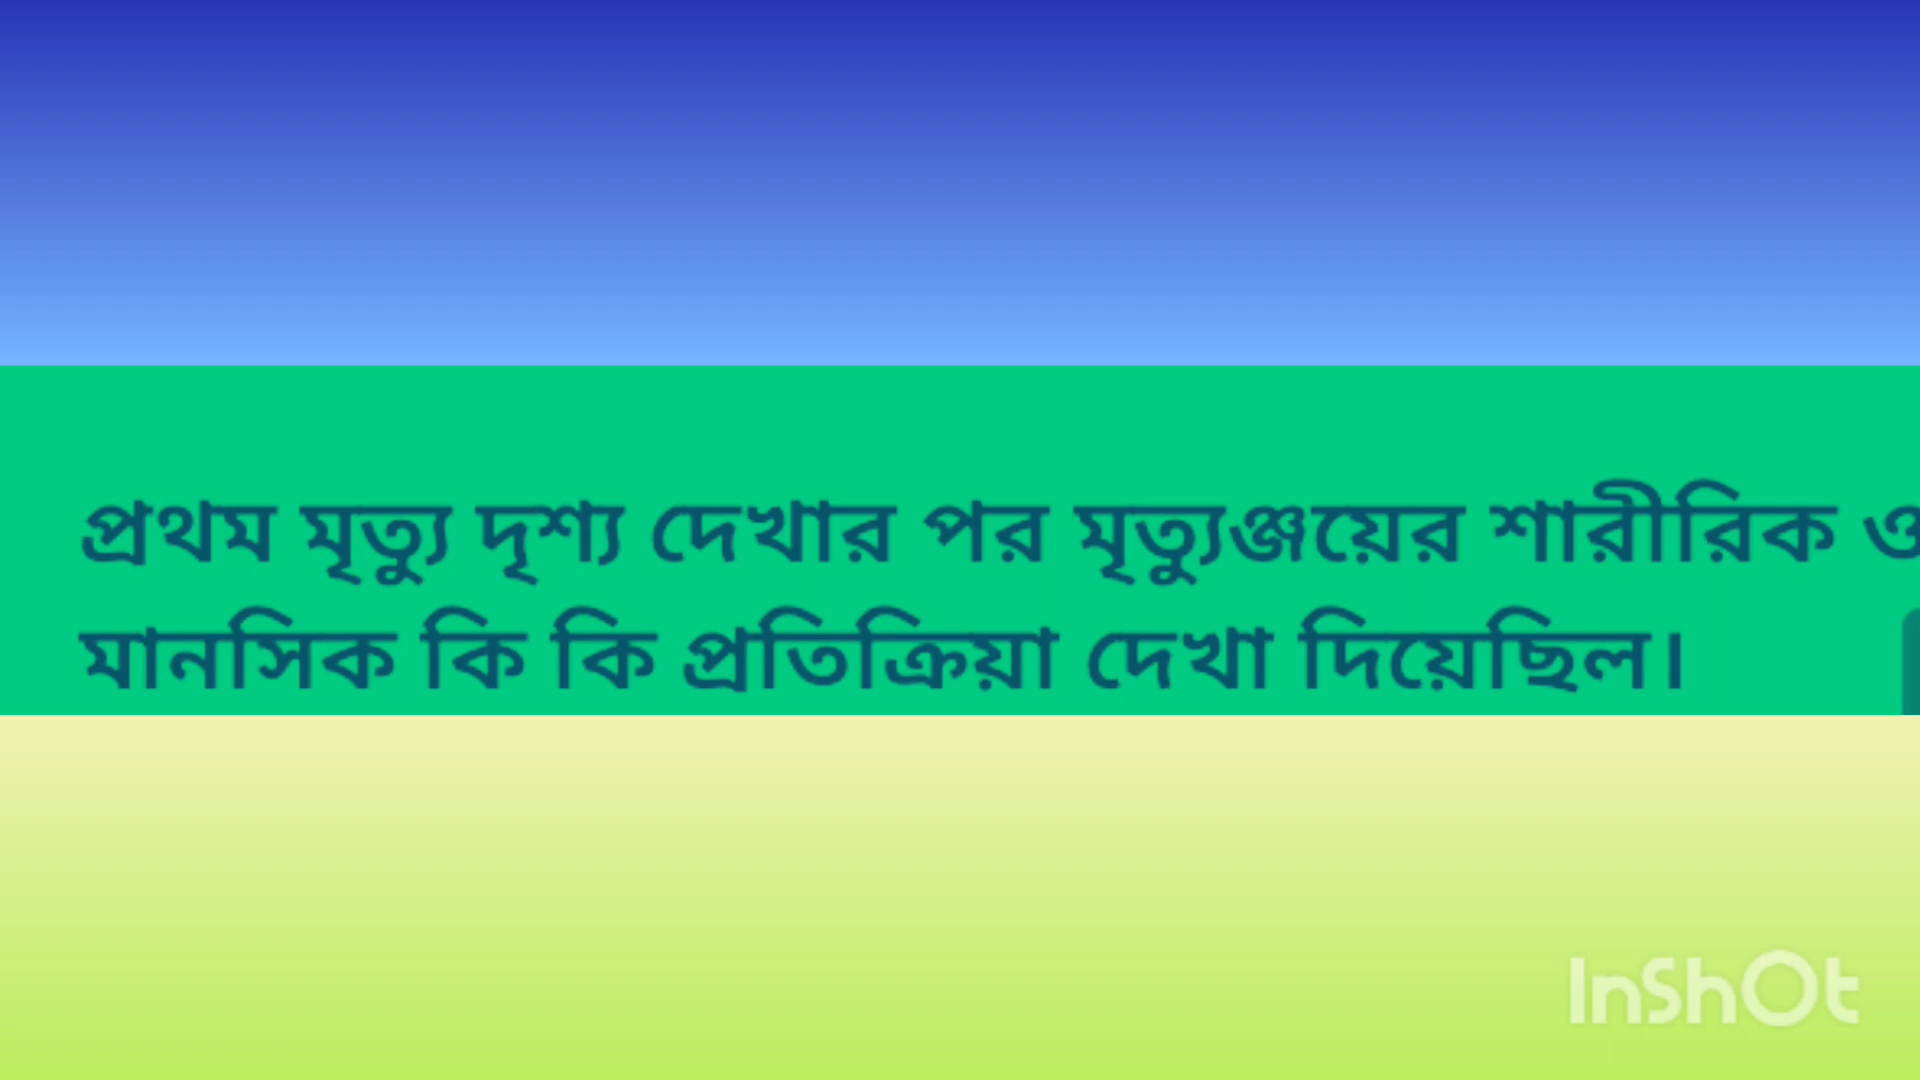 প্রথম মৃত্যু দৃশ্য দেখার পর মৃত্যুঞ্জয়ের শারীরিক ও
মানসিক কি কি প্রতিক্রিয়া দেখা দিয়েছিল।
InShOt